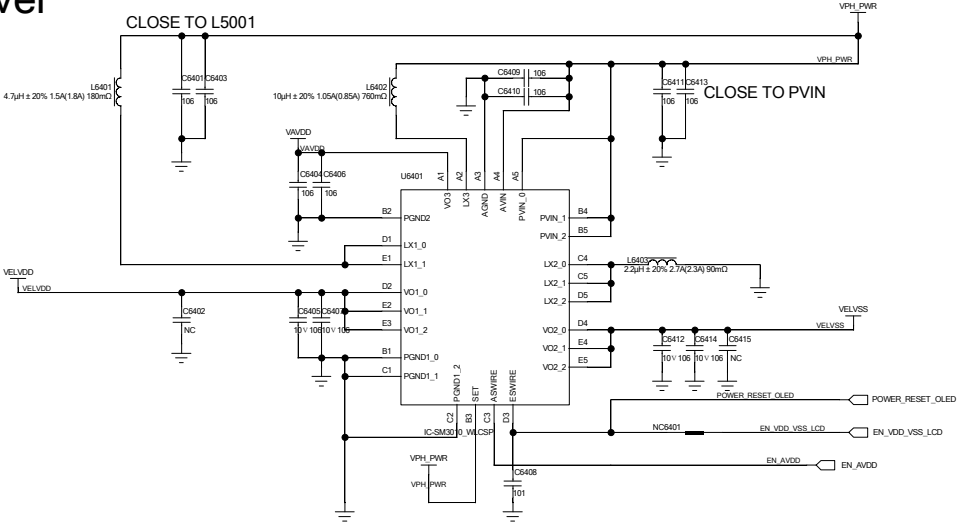 CLOSE TO L5001
VPH_PWR
VPH_PWR
L6401
4.7μH ± 20% 1.5A(1.8A) 180mΩ
C6401
106
C6403
106
L6402
10μH ± 20% 1.05A(0.85A) 760mΩ
C6409
106
C6410
106
C6411
106
C6413
106
CLOSE TO PVIN
VAVDD
VAVDD
C6404
106
C6406
106
U6401
A1
A2
A3
A4
A5
VO3
LX3
AGND
AVIN
PVIN_0
B2
PGND2
D1
LX1_0
E1
LX1_1
D2
VO1_0
E2
VO1_1
E3
VO1_2
B1
PGND1_0
C1
PGND1_1
PVIN_1
B4
PVIN_2
B5
LX2_0
C4
LX2_1
C5
LX2_2
D5
VO2_0
D4
VO2_1
E4
VO2_2
E5
PGND1_2
SET
ASWIRE
ESWIRE
C2
B3
C3
D3
IC-SM3010_WLCSP
L6403
2.2μH ± 20% 2.7A(2.3A) 90mΩ
VELVDD
VELVDD
C6402
NC
C6405
10V 106
C6407
10V 106
VELVSS
VELVSS
C6412
10V 106
C6414
10V 106
C6415
NC
POWER_RESET_OLED
POWER_RESET_OLED
NC6401
EN_VDD_VSS_LCD
EN_VDD_VSS_LCD
EN_AVDD
EN_AVDD
VPH_PWR
VPH_PWR
C6408
101